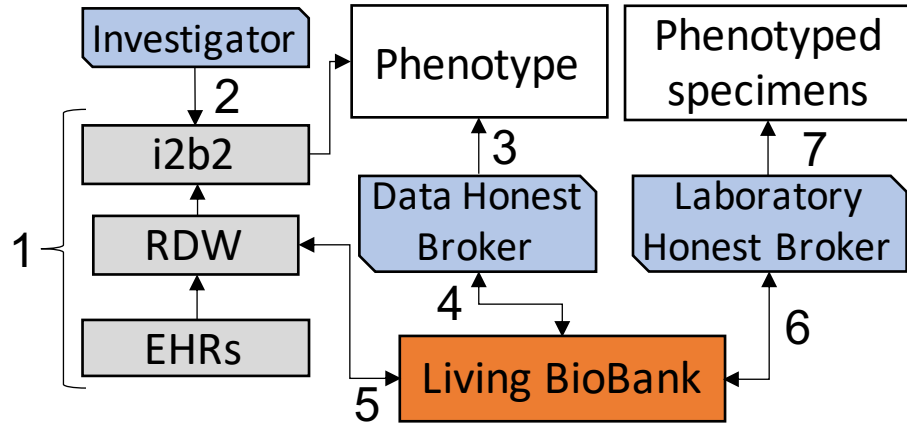 Investigator
2
i2b2
1
RDW
EHRs
Phenotype
3
Data Honest
Broker
4
5
Living BioBank
Phenotyped
specimens
7
Laboratory
Honest Broker
6